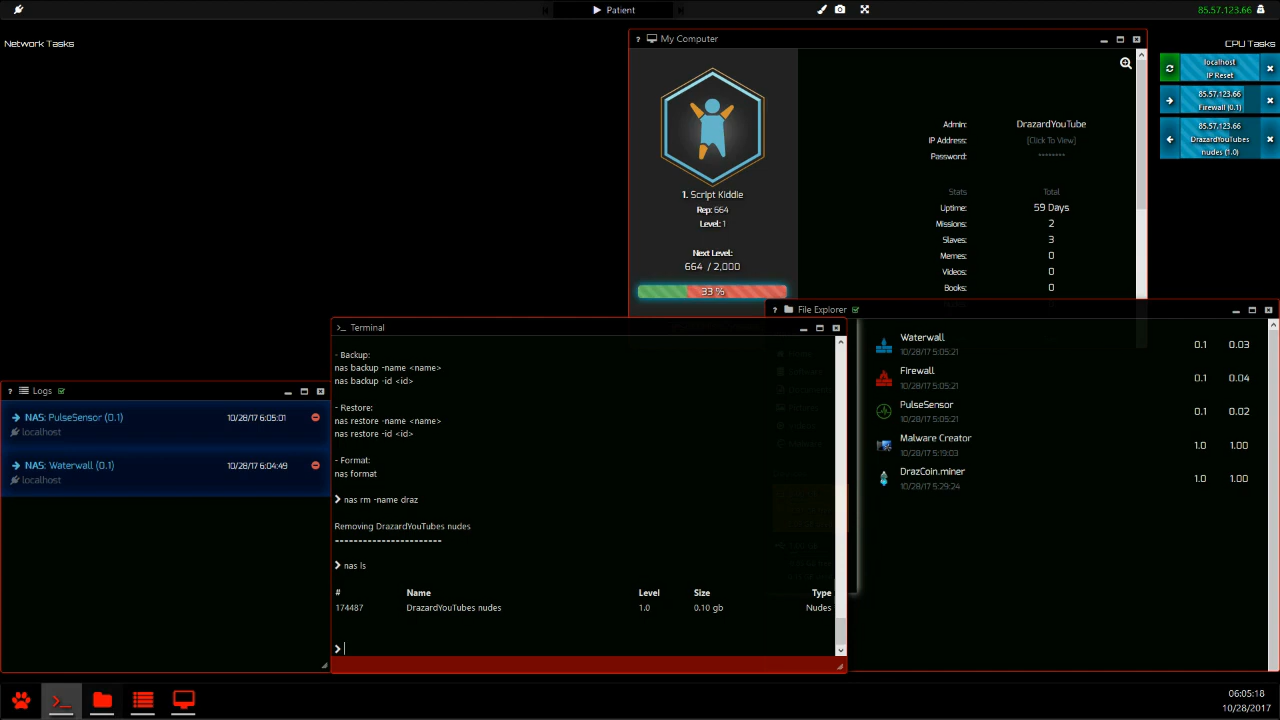 Patient
85.57.123.66
Network Tasks
CPU Tasks
localhost
IP Reset
85.57.123.66
Firewall (0.1)
85.57.123.66
DrazardYouTubes
nudes (1.0)
? My Computer
1. Script Kiddie
Rep: 664
Level: 1
Next Level:
664 / 2,000
33 %
Admin: DrazardYouTube
IP Address: [Click To View]
Password: ********
Stats Total
Uptime: 59 Days
Missions: 2
Slaves: 3
Memes: 0
Videos: 0
Books: 0
? File Explorer
Waterwall 0.1 0.03
10/28/17 5:05:21
Firewall 0.1 0.04
10/28/17 5:05:21
PulseSensor 0.1 0.02
10/28/17 5:05:21
Malware Creator 1.0 1.00
10/28/17 5:19:03
DrazCoin.miner 1.0 1.00
10/28/17 5:29:24
? Logs
NAS: PulseSensor (0.1) 10/28/17 6:05:01
localhost
NAS: Waterwall (0.1) 10/28/17 6:04:49
localhost
>_ Terminal
- Backup:
nas backup -name <name>
nas backup -id <id>
- Restore:
nas restore -name <name>
nas restore -id <id>
- Format:
nas format
> nas rm -name draz
Removing DrazardYouTubes nudes
------------------------
> nas ls
# Name Level Size Type
174487 DrazardYouTubes nudes 1.0 0.10 gb Nudes
>
06:05:18
10/28/2017